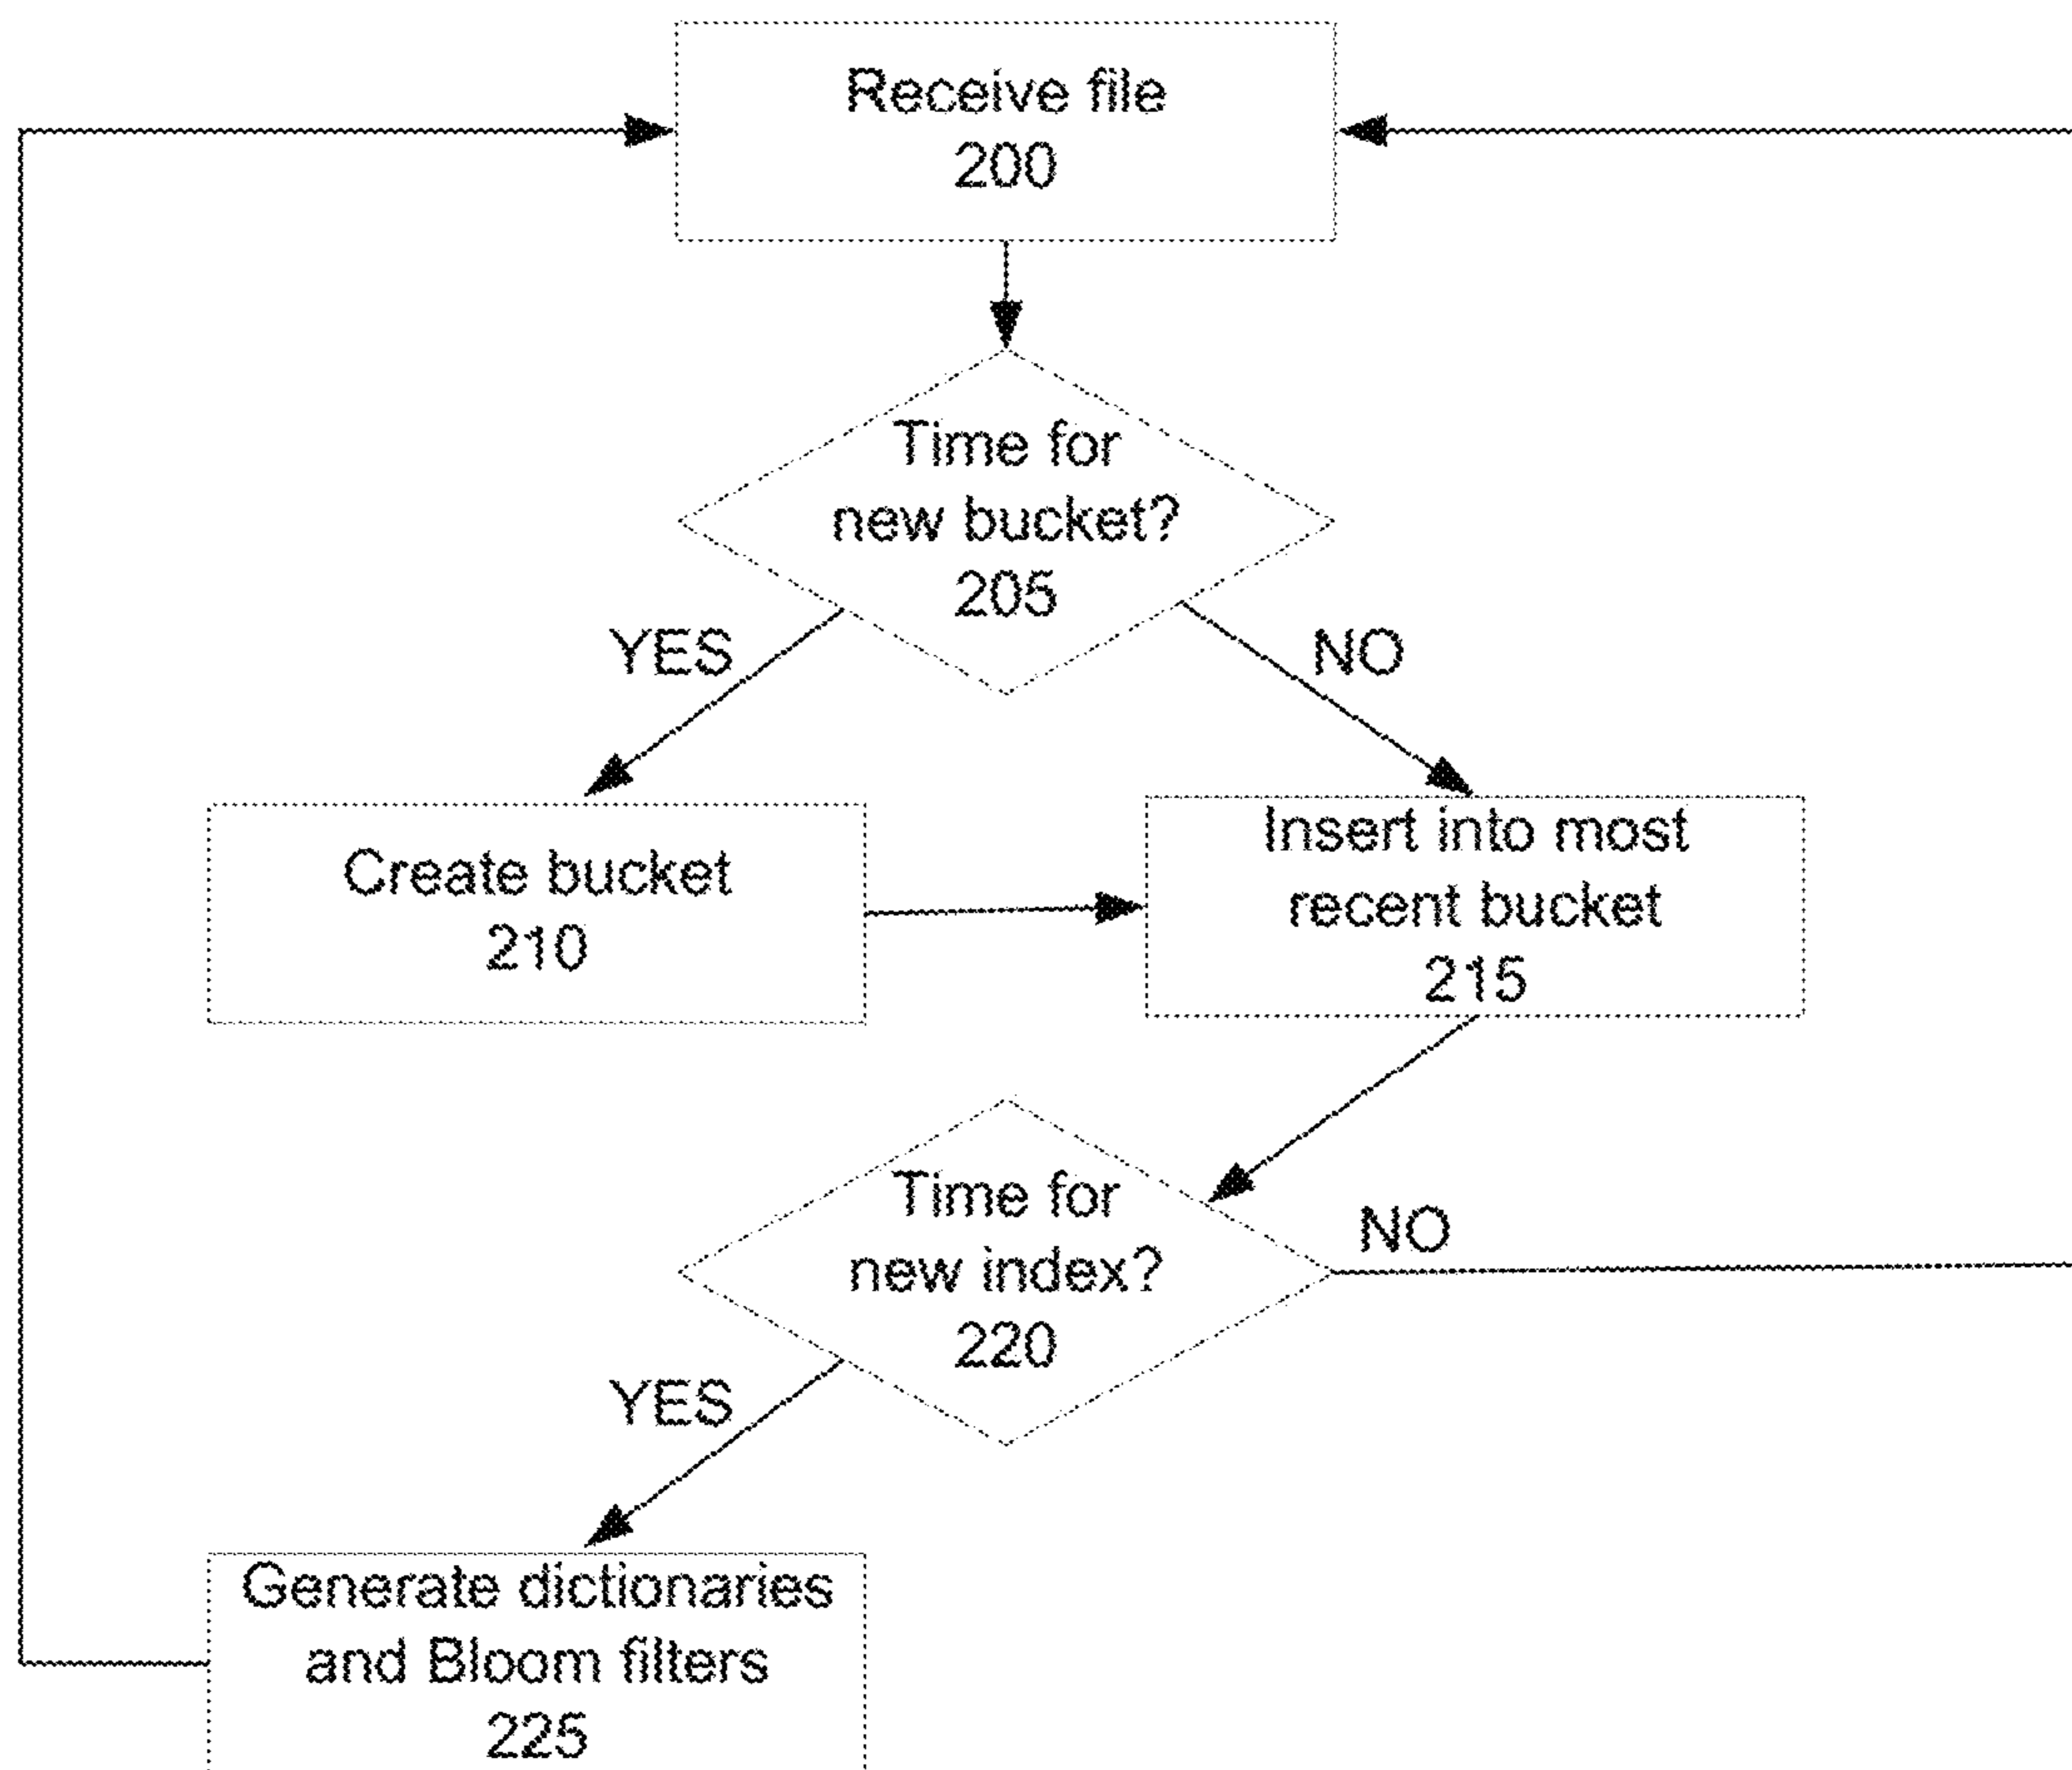 Receive file
200
Time for
new bucket?
205
YES
NO
Create bucket
210
Insert into most
recent bucket
215
Time for
new index?
220
NO
YES
Generate dictionaries
and Bloom filters
225